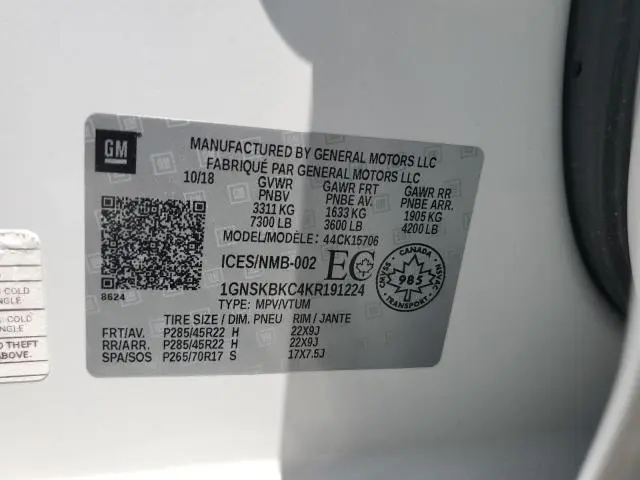 GM
MANUFACTURED BY GENERAL MOTORS LLC
FABRIQUÉ PAR GENERAL MOTORS LLC
10/18 GVWR GAWR FRT GAWR RR
PNBV PNBE AV. PNBE ARR.
3311 KG 1633 KG 1905 KG
7300 LB 3600 LB 4200 LB
MODEL/MODÈLE: 44CK15706
ICES/NMB-002 EC
CANADA
985
TRANSPORT
1GNSKBKC4KR191224
8624
TYPE: MPV/VTUM
TIRE SIZE / DIM. PNEU RIM / JANTE
FRT/AV. P285/45R22 H 22X9J
RR/ARR. P285/45R22 H 22X9J
SPA/SOS P265/70R17 S 17X7.5J
COLD
ANGLE
COLD
ANGLE
D THEFT
ABOVE.